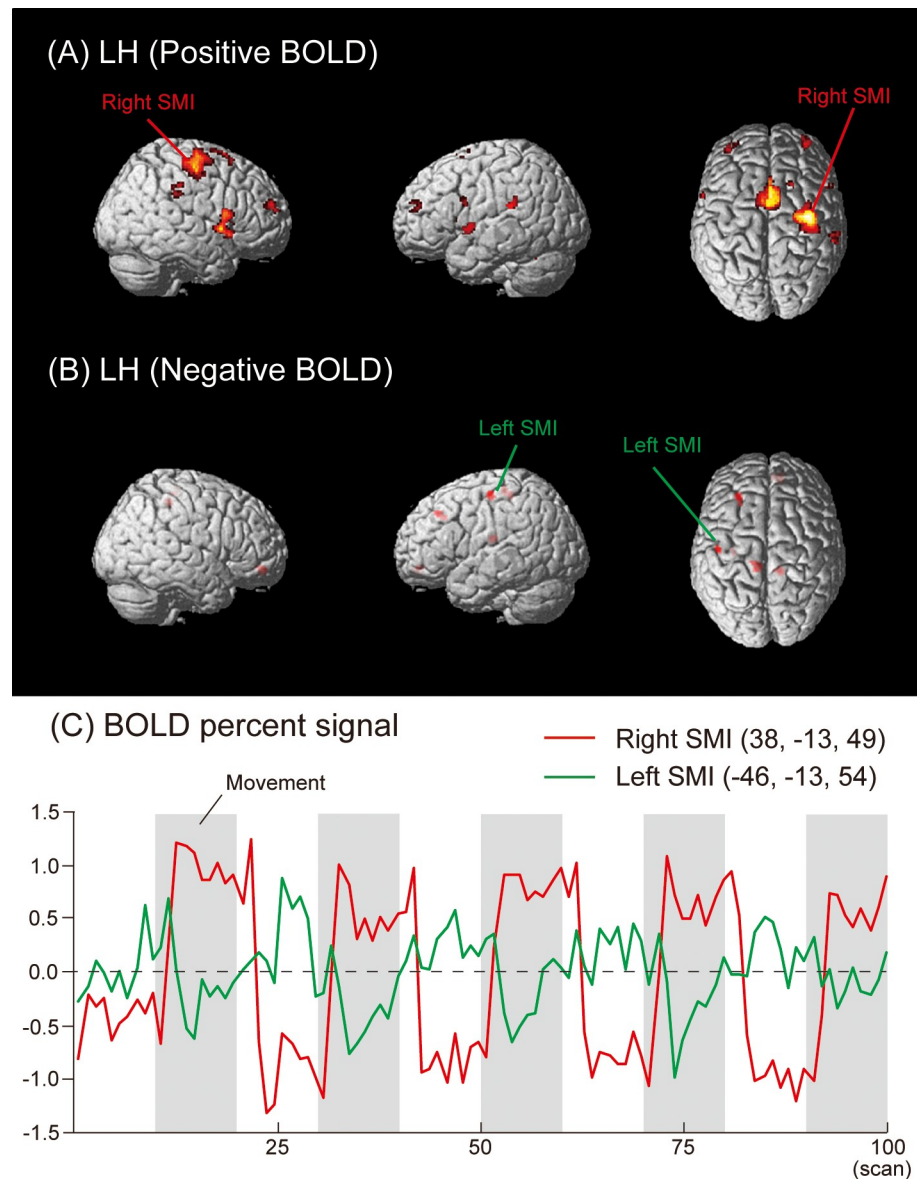 (A) LH (Positive BOLD)
Right SMI
Right SMI
(B) LH (Negative BOLD)
Left SMI
Left SMI
(C) BOLD percent signal
Right SMI (38, -13, 49)
Left SMI (-46, -13, 54)
Movement
1.5
1.0
0.5
0.0
-0.5
-1.0
-1.5
25 50 75 100
(scan)